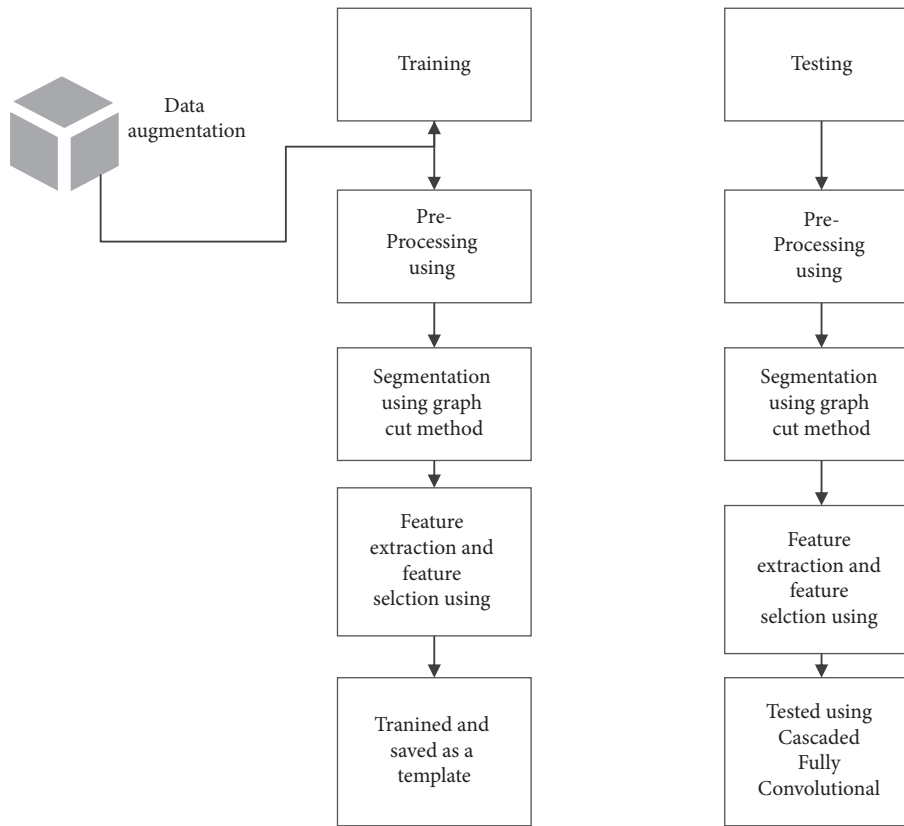 Data
augmentation
Training
Pre-
Processing
using
Segmentation
using graph
cut method
Feature
extraction and
feature
selction using
Tranined and
saved as a
template
Testing
Pre-
Processing
using
Segmentation
using graph
cut method
Feature
extraction and
feature
selction using
Tested using
Cascaded
Fully
Convolutional